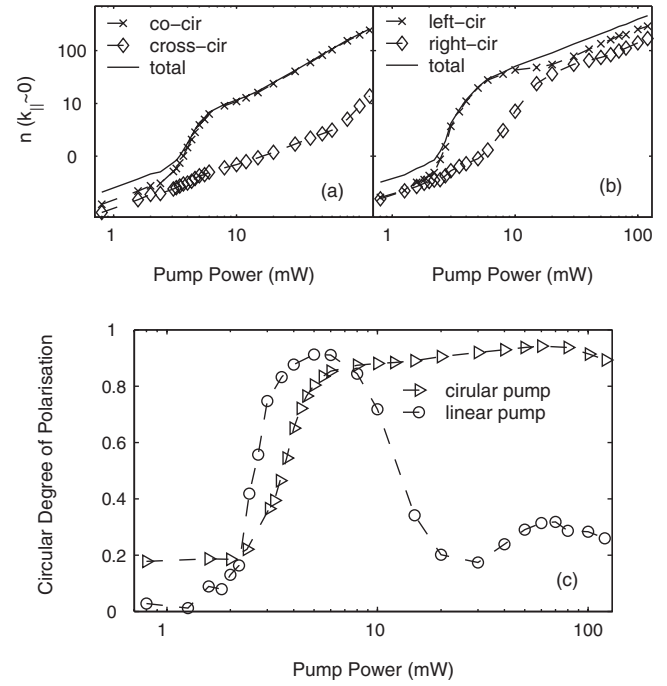 co-cir
cross-cir
total
left-cir
right-cir
total
100
10
0
n (k||~0)
(a)
(b)
1
10
1
10
100
Pump Power (mW)
Pump Power (mW)
1
0.8
0.6
0.4
0.2
0
Circular Degree of Polarisation
cirular pump
linear pump
(c)
1
10
100
Pump Power (mW)